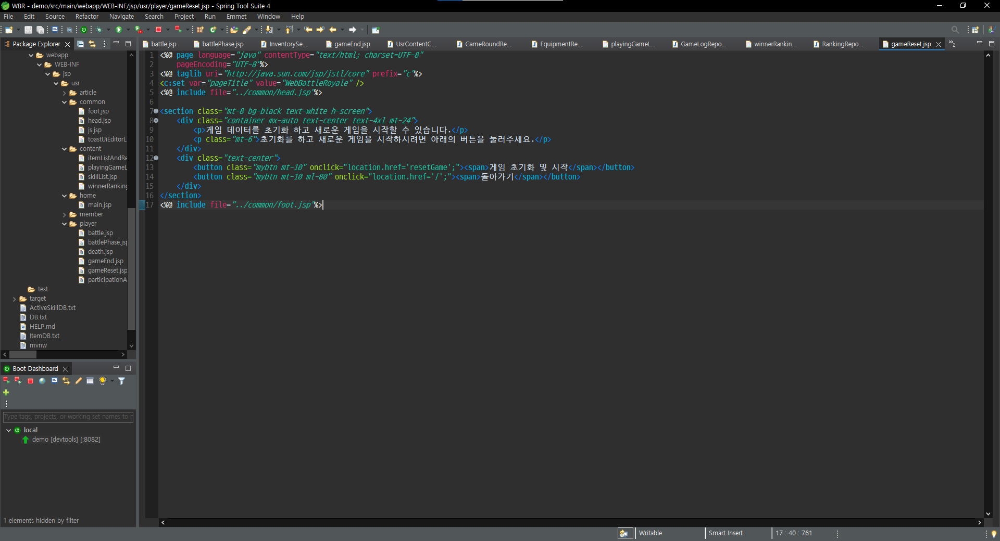 WBR - demo/src/main/webapp/WEB-INF/jsp/usr/player/gameReset.jsp - Spring Tool Suite 4
File Edit Source Refactor Navigate Search Project Run Emmet Window Help
Package Explorer
battle.jsp battlePhase.jsp InventorySe... gameEnd.jsp UsrContentC... GameRoundRe... EquipmentRe... playingGameL... GameLogRepo... winnerRankin... RankingRepo... gameReset.jsp »2
webapp
WEB-INF
jsp
usr
article
common
foot.jsp
head.jsp
js.jsp
toastUiEditorL
content
itemListAndRe
playingGameL
skillList.jsp
winnerRanking
home
main.jsp
member
player
battle.jsp
battlePhase.jsp
death.jsp
gameEnd.jsp
gameReset.jsp
participationA
test
target
ActiveSkillDB.txt
DB.txt
HELP.md
ItemDB.txt
mvnw
1 <%@ page language="java" contentType="text/html; charset=UTF-8"
2 pageEncoding="UTF-8"%>
3 <%@ taglib uri="http://java.sun.com/jsp/jstl/core" prefix="c"%>
4 <c:set var="pageTitle" value="WebBattleRoyale" />
5 <%@ include file="../common/head.jsp"%>
6
7 <section class="mt-8 bg-black text-white h-screen">
8 <div class="container mx-auto text-center text-4xl mt-24">
9 <p>게임 데이터를 초기화 하고 새로운 게임을 시작할 수 있습니다.</p>
10 <p class="mt-6">초기화를 하고 새로운 게임을 시작하시려면 아래의 버튼을 눌러주세요.</p>
11 </div>
12 <div class="text-center">
13 <button class="mybtn mt-10" onclick="location.href='resetGame';"><span>게임 초기화 및 시작</span></button>
14 <button class="mybtn mt-10 ml-80" onclick="location.href='/';"><span>돌아가기</span></button>
15 </div>
16 </section>
17 <%@ include file="../common/foot.jsp"%>
Boot Dashboard
Type tags, projects, or working set names to
local
demo [devtools] [:8082]
1 elements hidden by filter
Writable Smart Insert 17 : 40 : 761